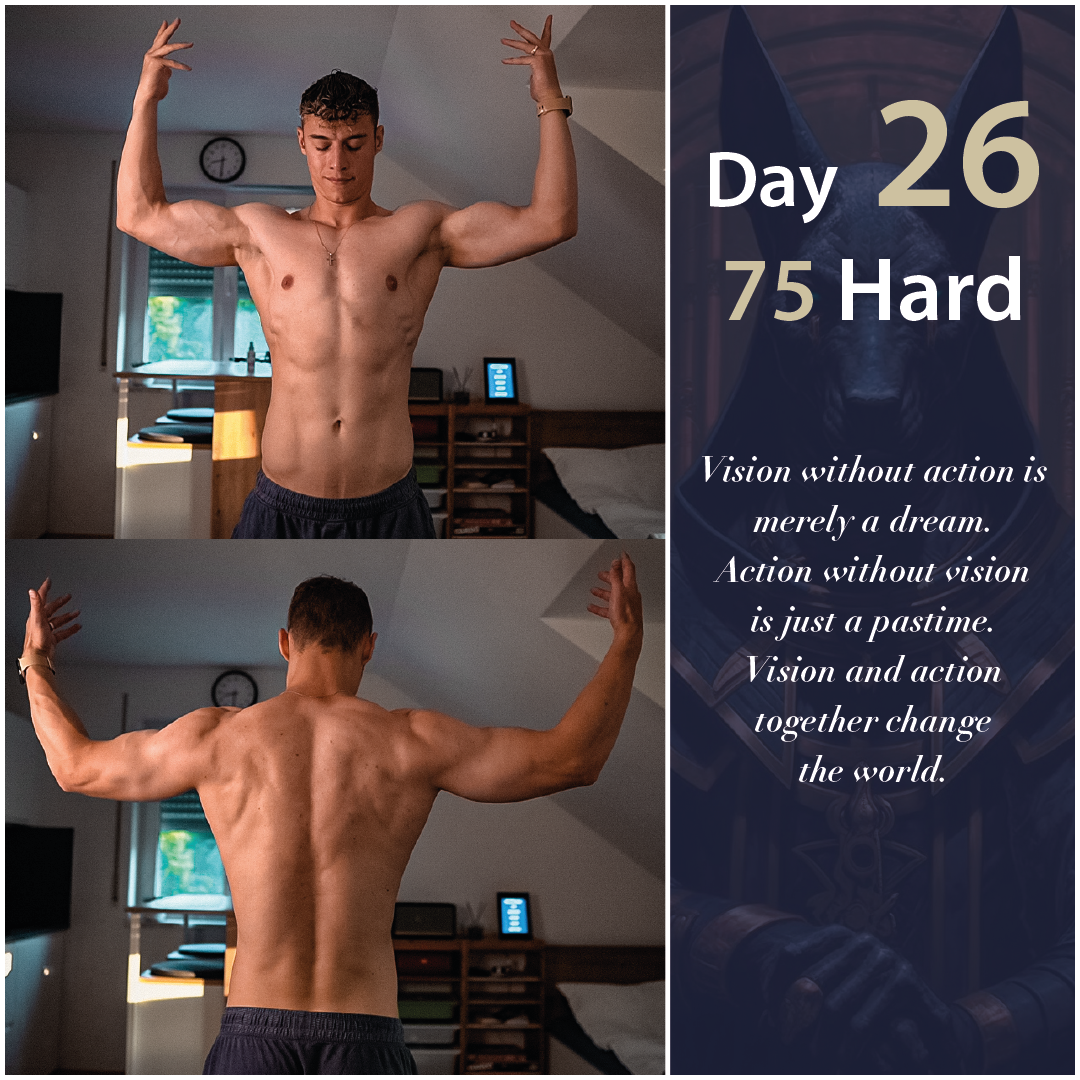 Day 26
75 Hard
Vision without action is
merely a dream.
Action without vision
is just a pastime.
Vision and action
together change
the world.